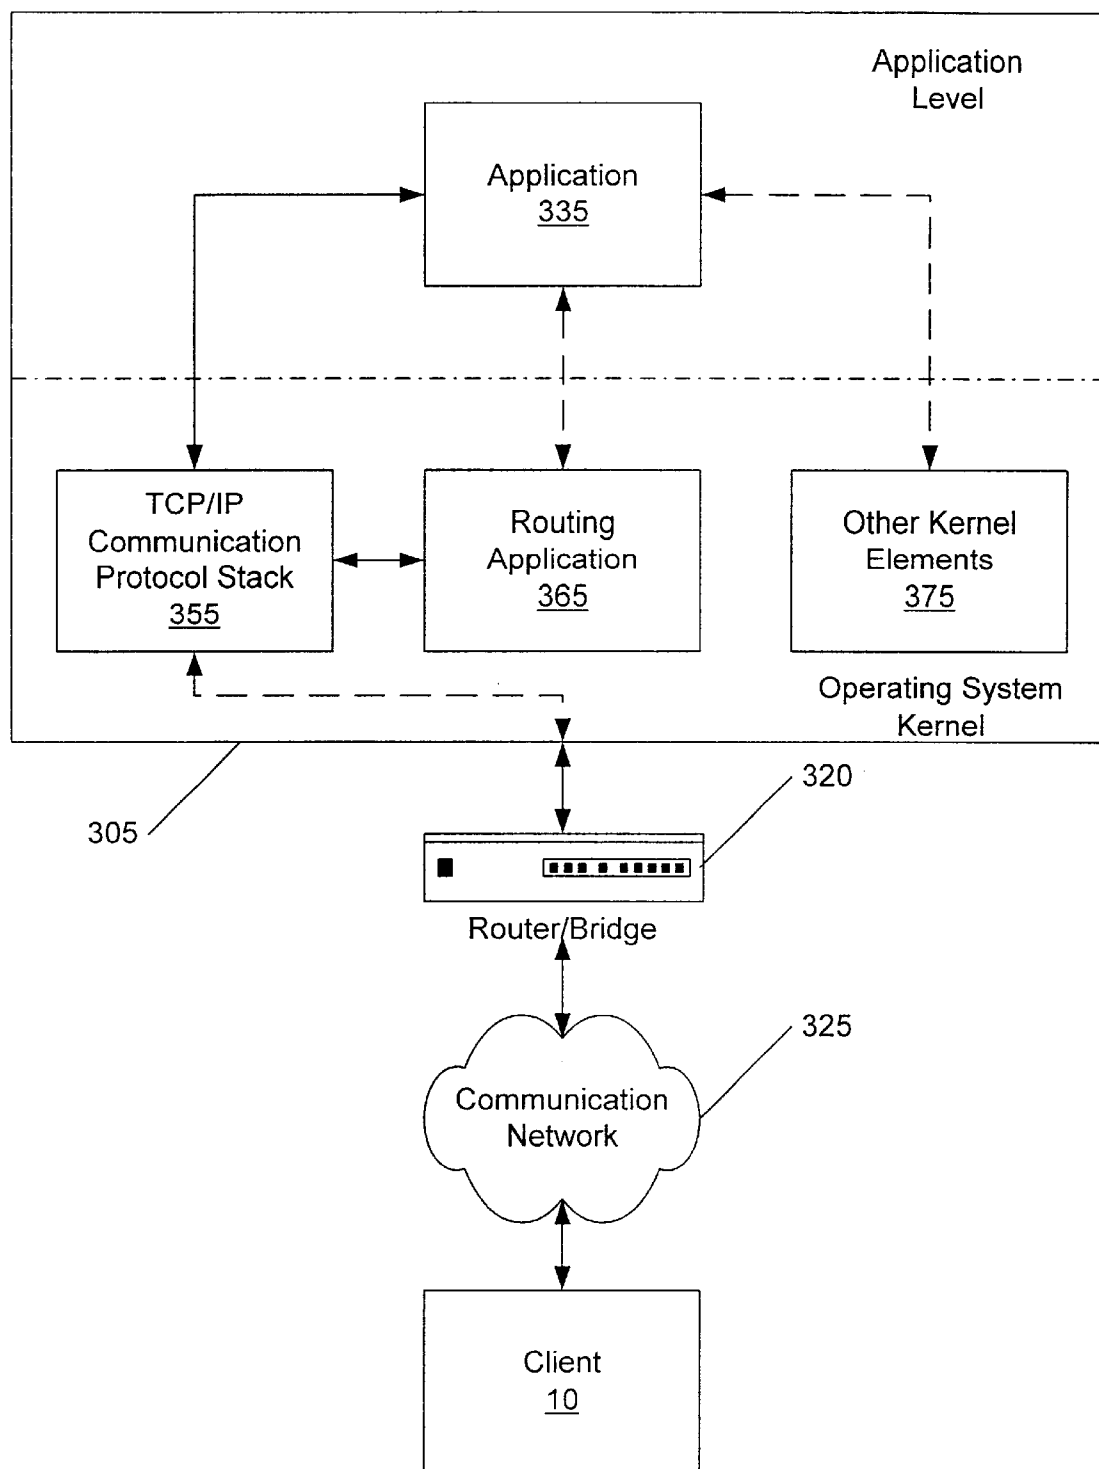 Application
Level
Application
335
TCP/IP
Communication
Protocol Stack
355
Routing
Application
365
Other Kernel
Elements
375
Operating System
Kernel
305
320
Router/Bridge
325
Communication
Network
Client
10